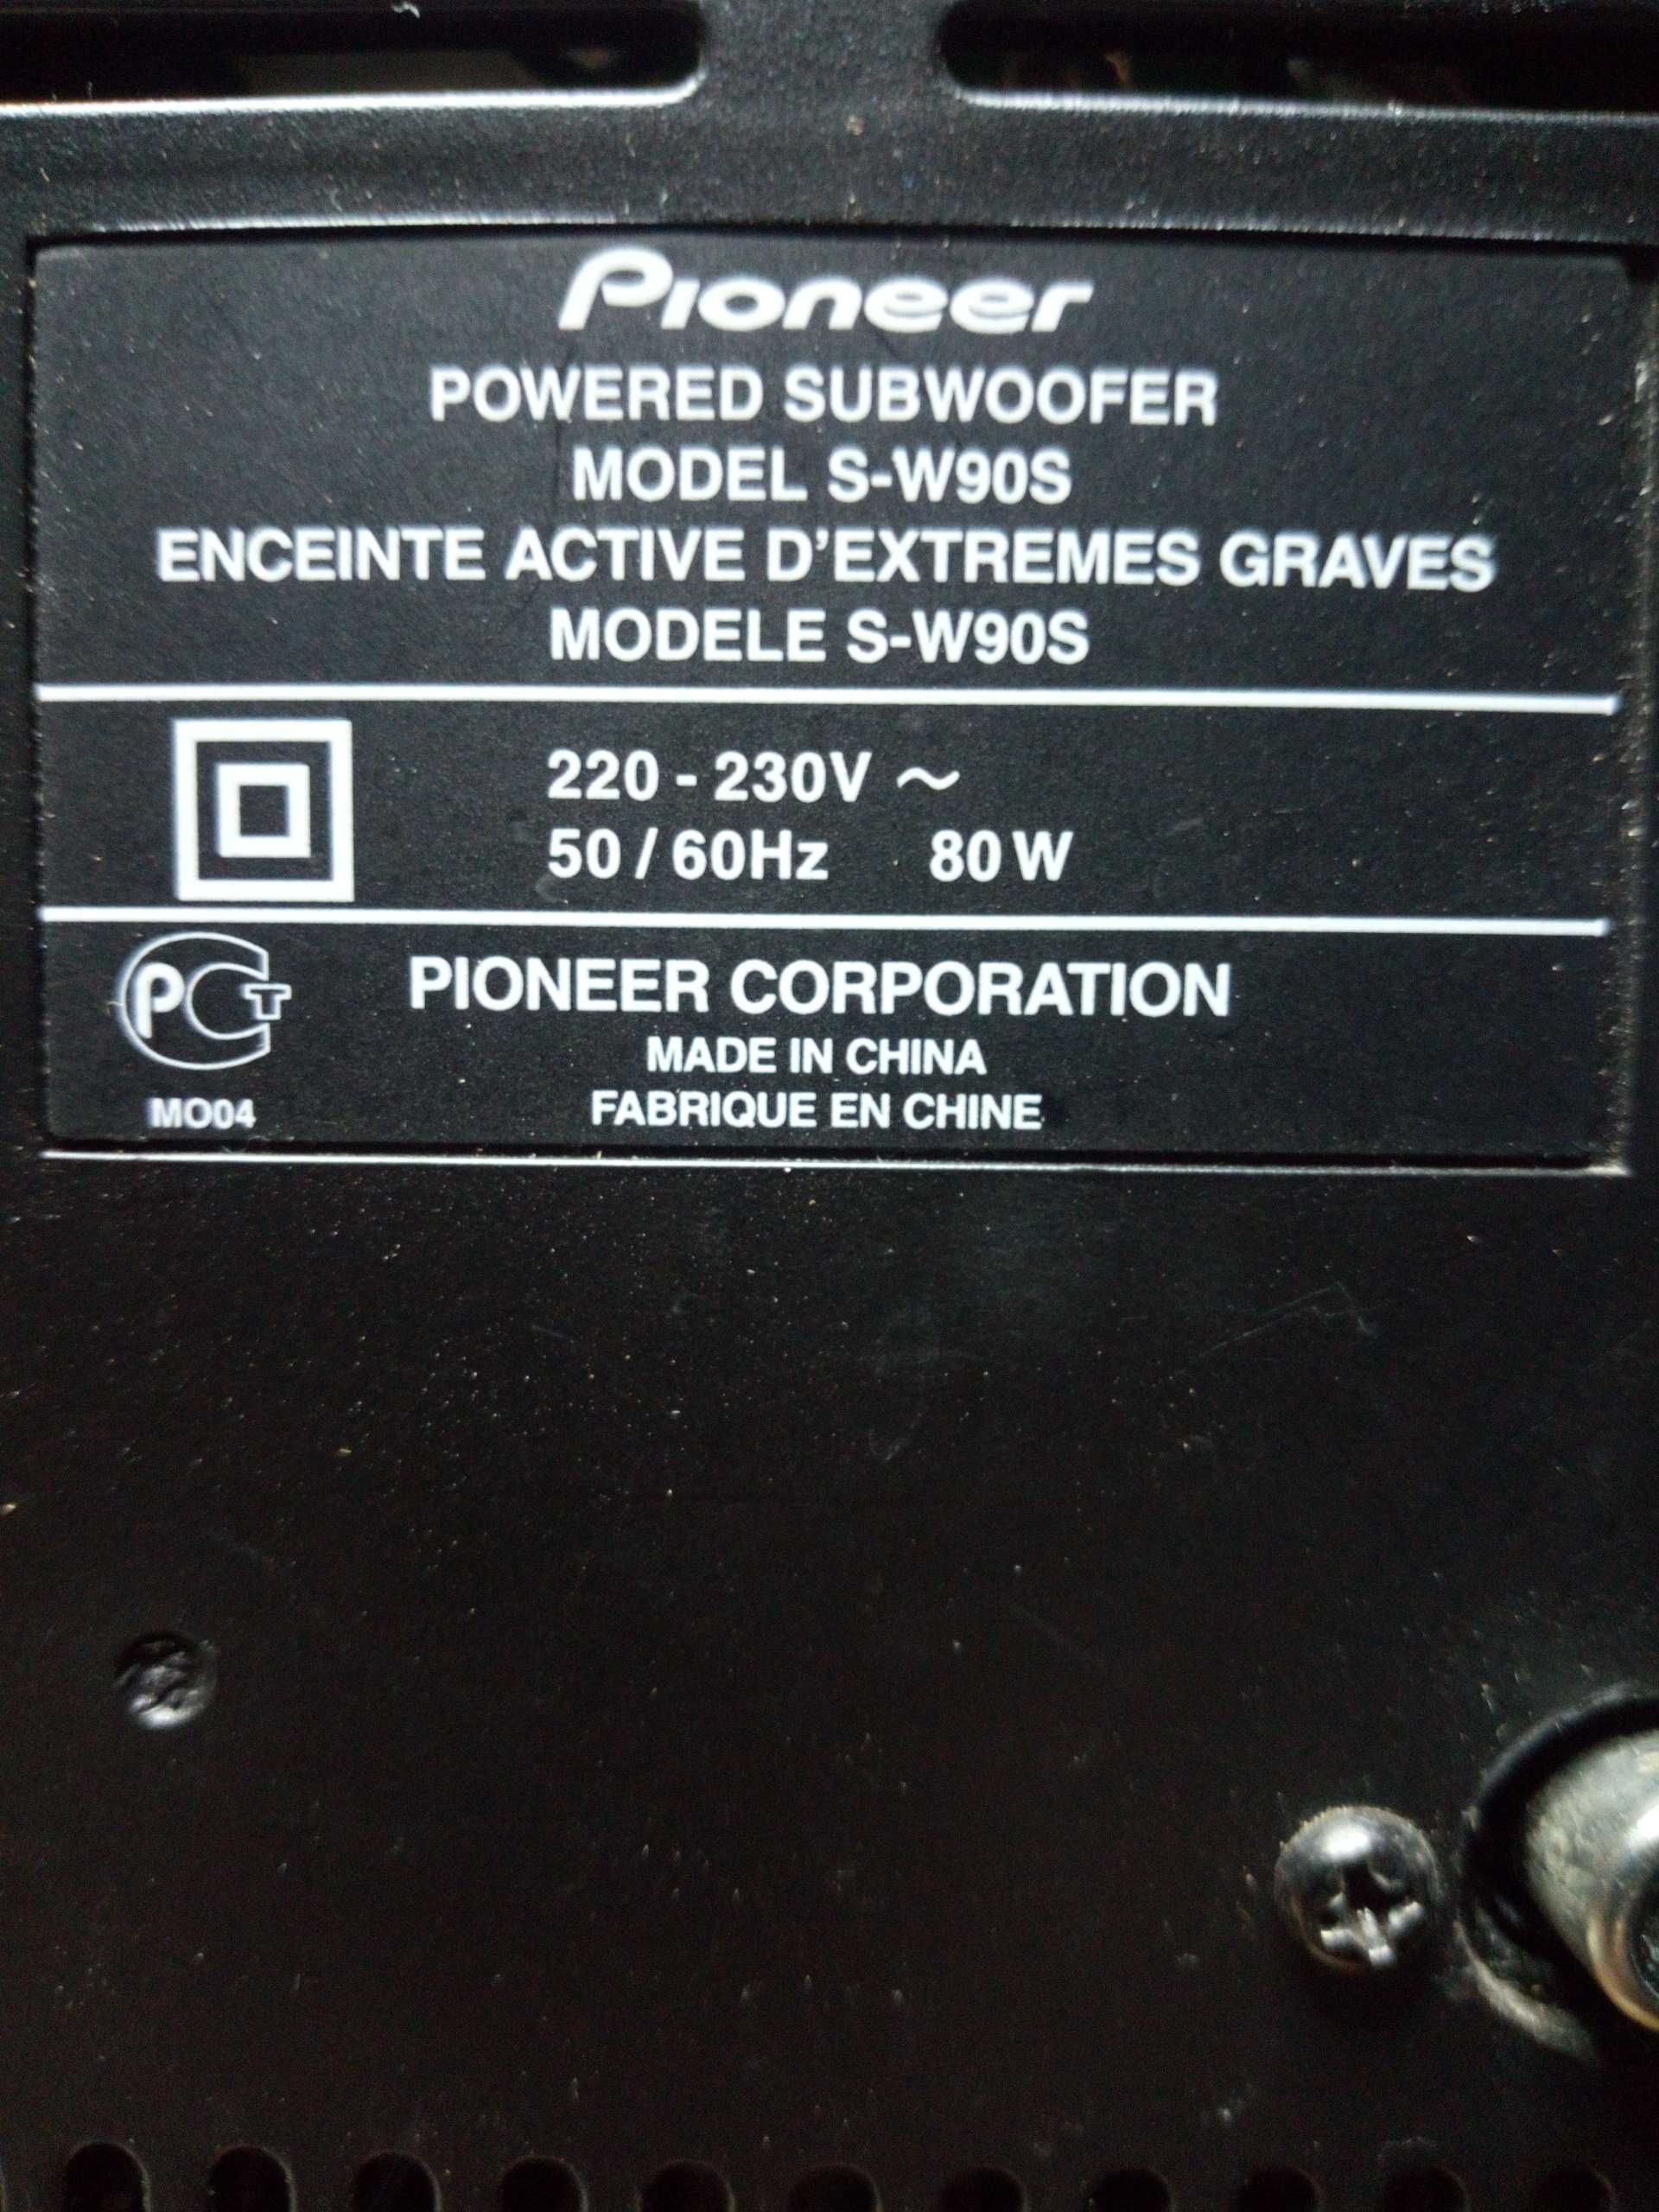 Pioneer
POWERED SUBWOOFER
MODEL S-W90S
ENCEINTE ACTIVE D'EXTREMES GRAVES
MODELE S-W90S
220 - 230V ~
50 / 60Hz 80 W
РСТ
PIONEER CORPORATION
MADE IN CHINA
MO04
FABRIQUE EN CHINE